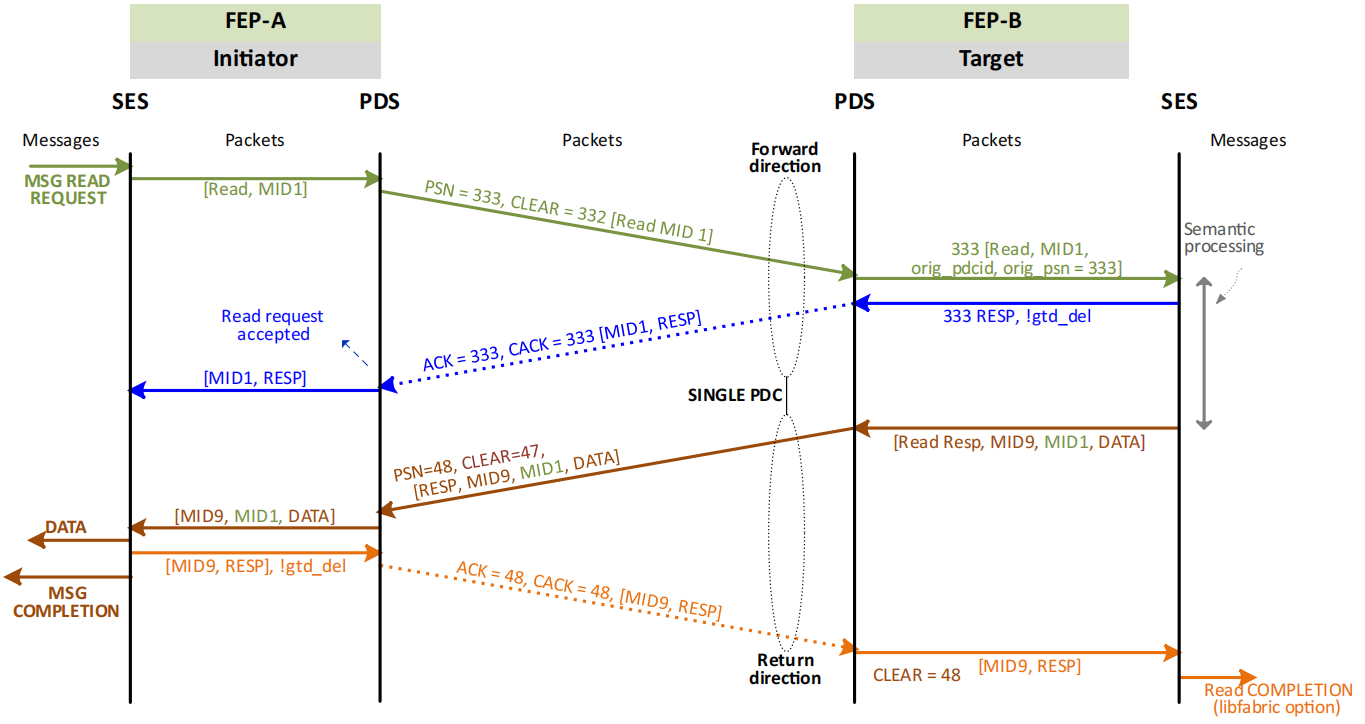 FEP-A
Initiator
FEP-B
Target
SES
PDS
PDS
SES
Messages
Packets
Packets
Packets
Messages
Forward
direction
MSG READ
REQUEST
[Read, MID1]
PSN = 333, CLEAR = 332 [Read MID 1]
333 [Read, MID1,
orig_pdcid, orig_psn = 333]
Semantic
processing
333 RESP, !gtd_del
Read request
accepted
ACK = 333, CACK = 333 [MID1, RESP]
[MID1, RESP]
SINGLE PDC
[Read Resp, MID9, MID1, DATA]
PSN=48, CLEAR=47,
[RESP, MID9, MID1, DATA]
[MID9, MID1, DATA]
DATA
[MID9, RESP], !gtd_del
ACK = 48, CACK = 48, [MID9, RESP]
MSG
COMPLETION
Return
direction
[MID9, RESP]
CLEAR = 48
Read COMPLETION
(libfabric option)